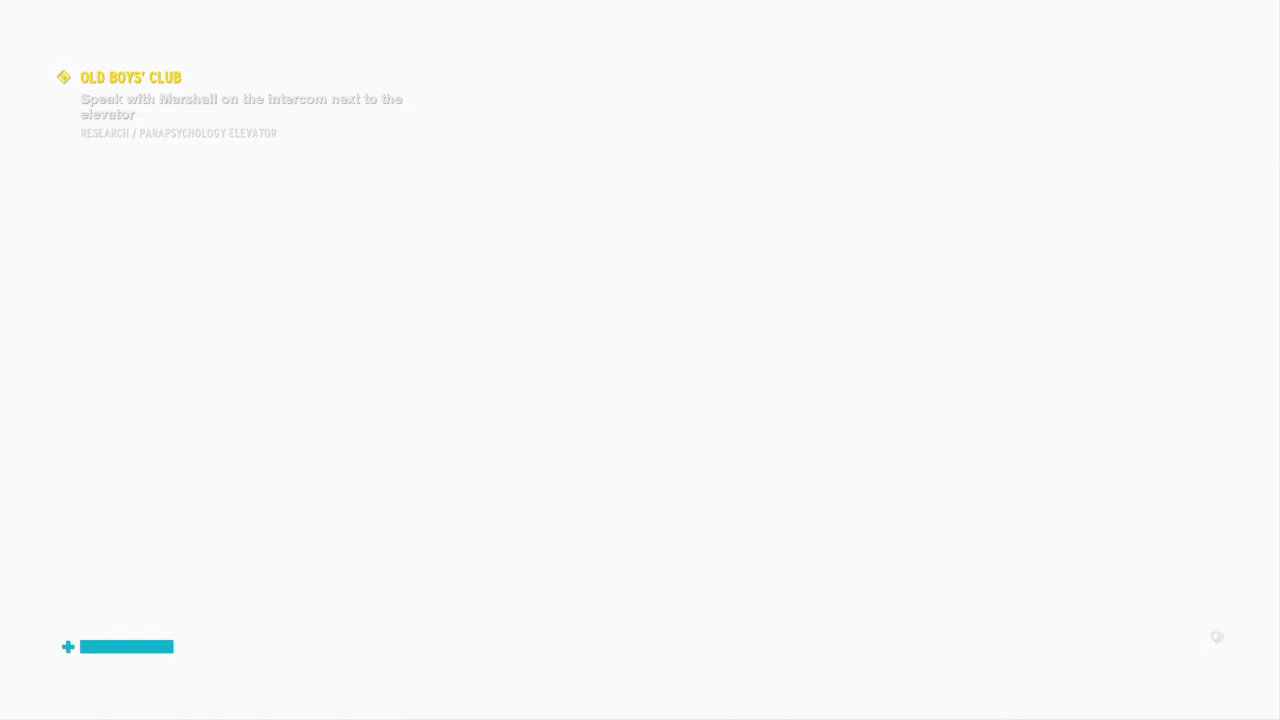 OLD BOYS' CLUB
Speak with Marshall on the intercom next to the
elevator
RESEARCH / PARAPSYCHOLOGY ELEVATOR